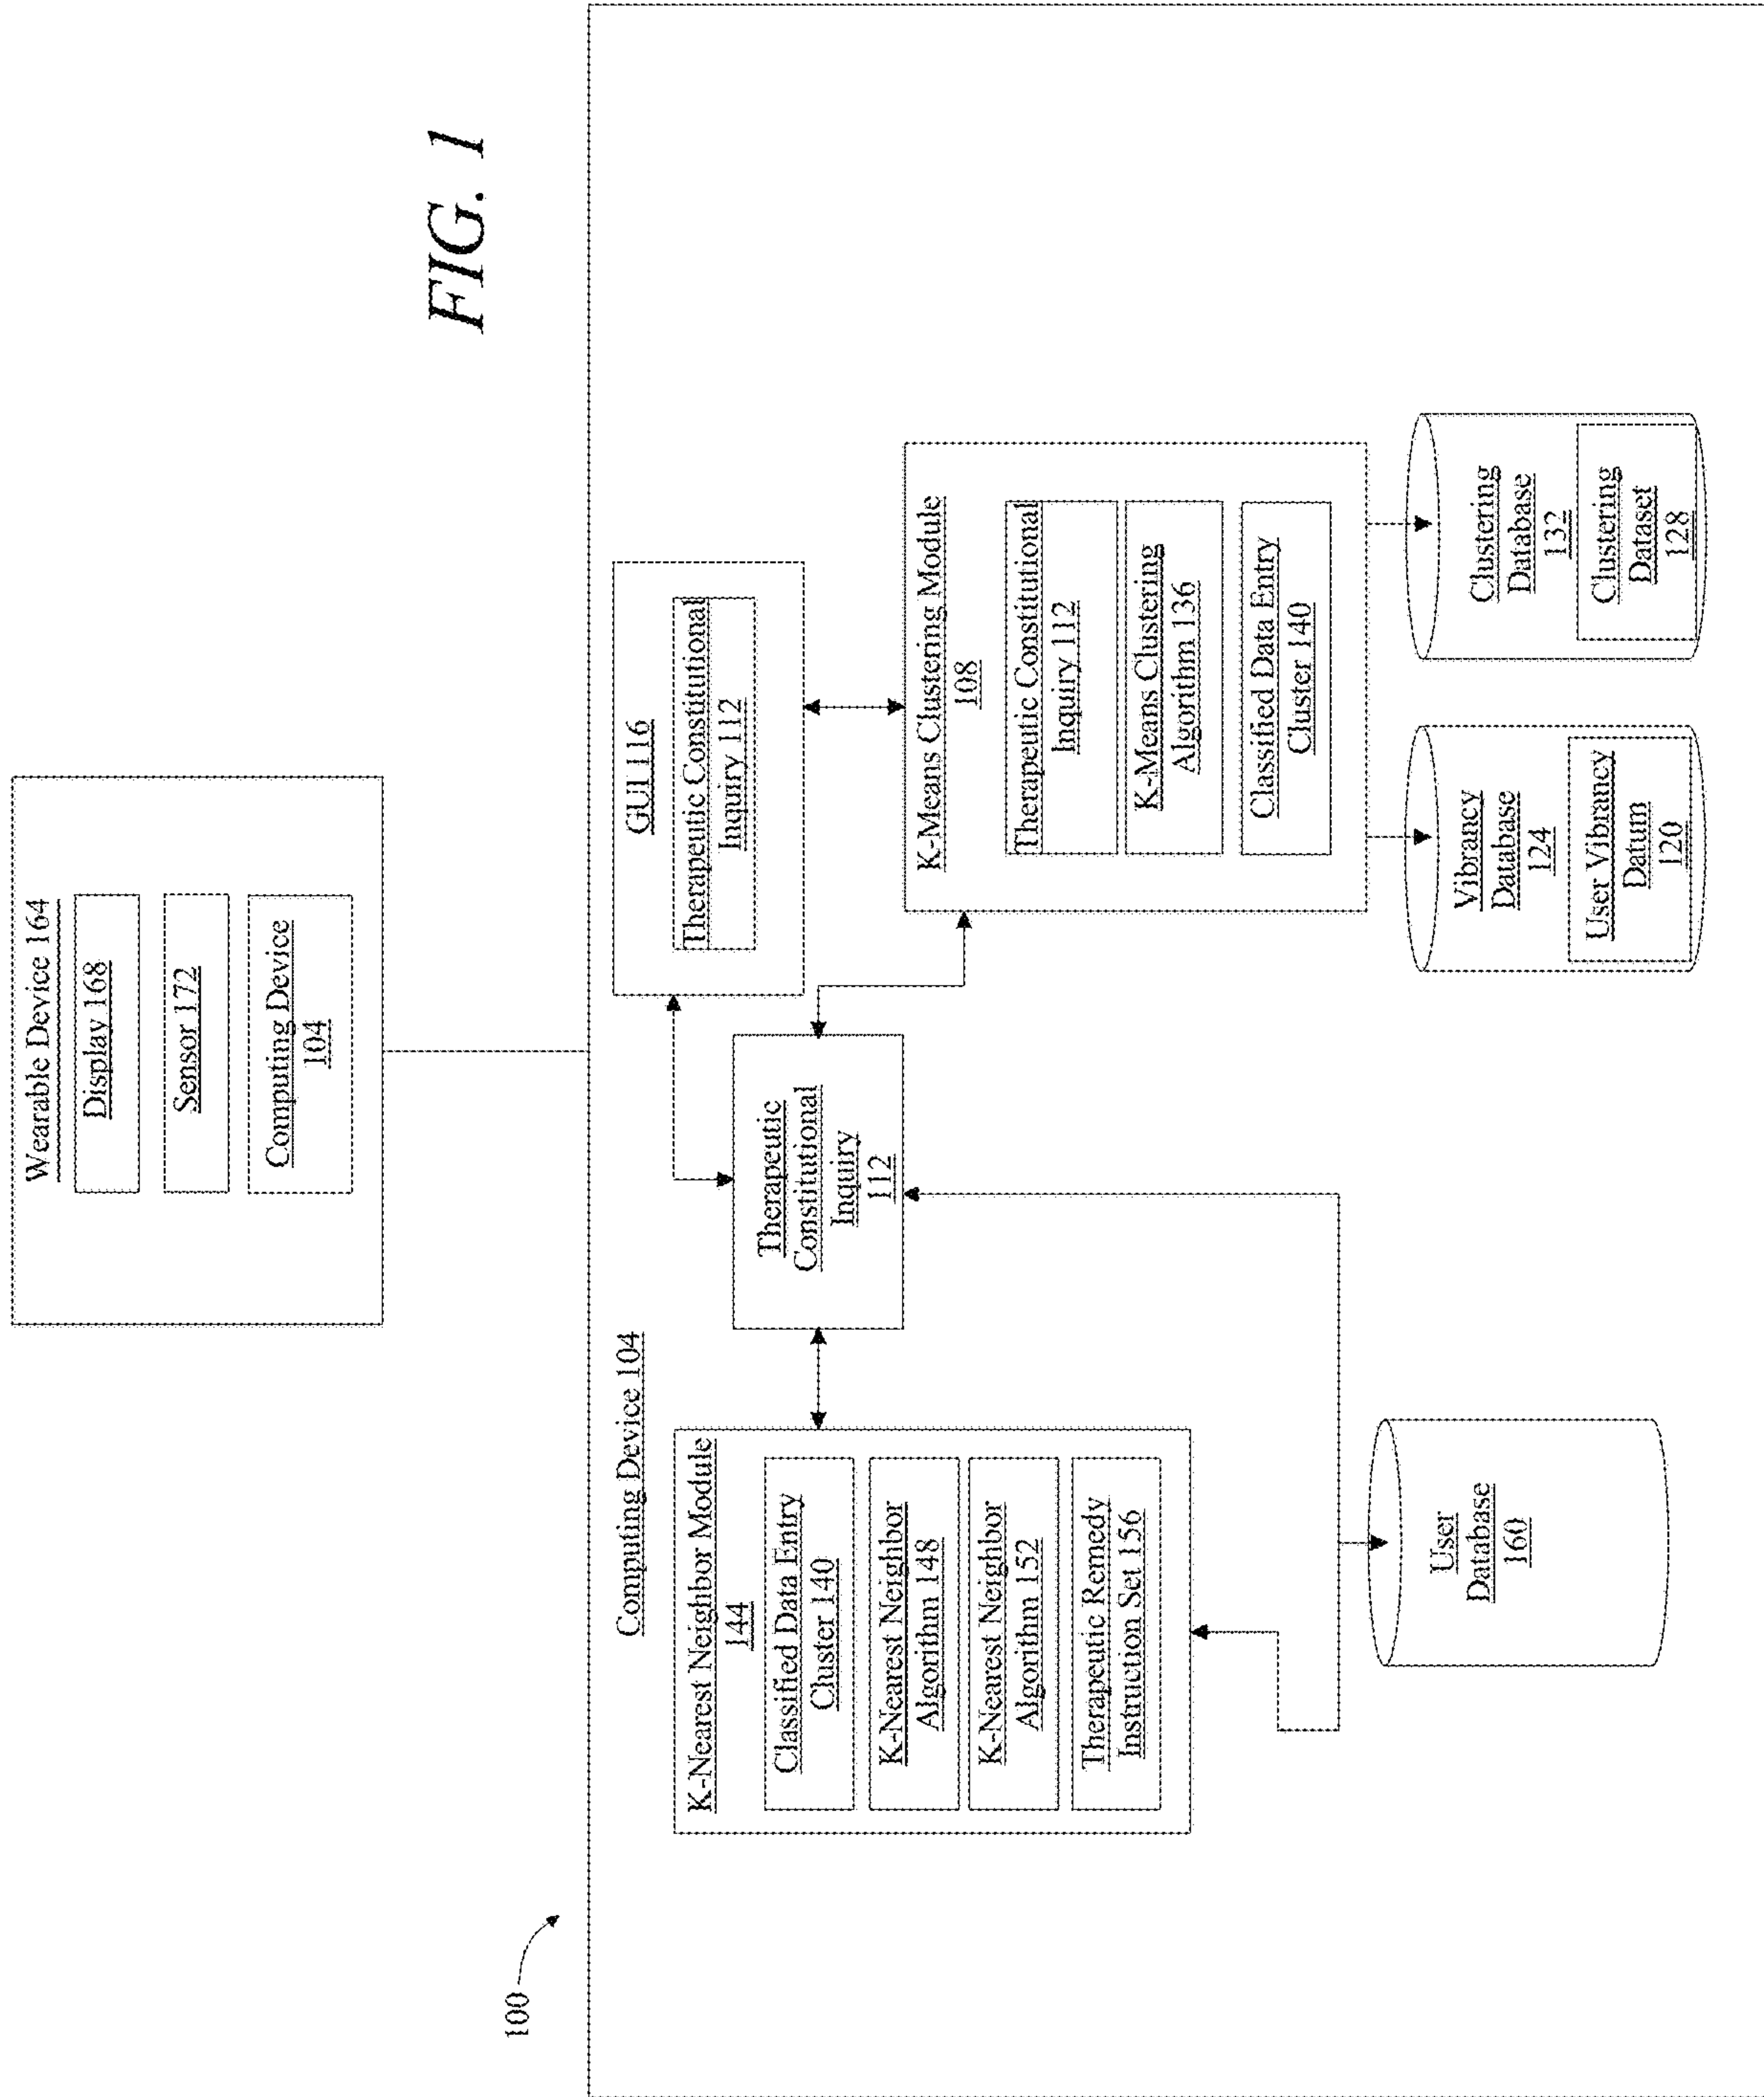 FIG. 1
100
Wearable Device 164
Display 168
Sensor 172
Computing Device
104
Computing Device 104
K-Nearest Neighbor Module
144
Classified Data Entry
Cluster 140
K-Nearest Neighbor
Algorithm 148
K-Nearest Neighbor
Algorithm 152
Therapeutic Remedy
Instruction Set 156
Therapeutic
Constitutional
Inquiry
112
GUI 116
Therapeutic Constitutional
Inquiry 112
K-Means Clustering Module
108
Therapeutic Constitutional
Inquiry 112
K-Means Clustering
Algorithm 136
Classified Data Entry
Cluster 140
User
Database
160
Vibrancy
Database
124
User Vibrancy
Datum
120
Clustering
Database
132
Clustering
Dataset
128